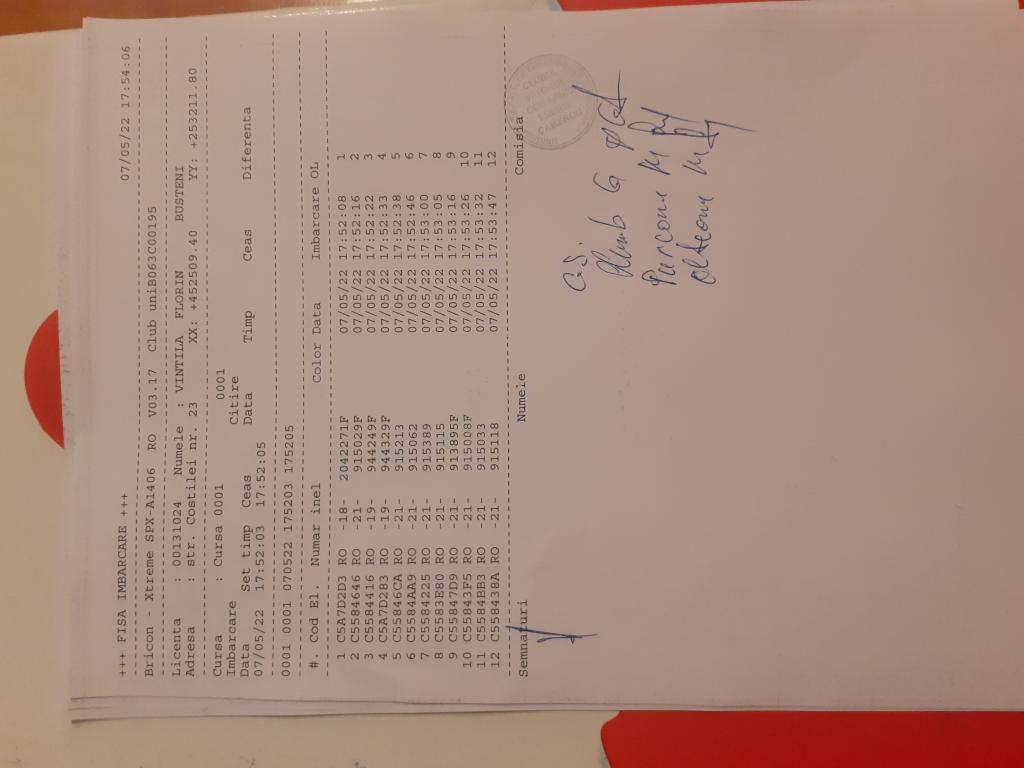 +++ FISA IMBARCARE +++ 07/05/22 17:54:06
Bricon - Xtreme SPX-A1406 RO V03.17 Club uniB063C00195
Licenta : 00131024 Numele : VINTILA FLORIN BUSTENI
Adresa : str. Costilei nr. 23 XX: +452509.40 YY: +253211.80
Cursa : Cursa 0001 0001
Imbarcare Citire
Data Set timp Ceas Data Timp Ceas Diferenta
07/05/22 17:52:03 17:52:05
0001 0001 070522 175203 175205
#. Cod El. Numar inel Color Data Imbarcare OL
1 C5A7D2D3 RO -18- 2042271F 07/05/22 17:52:08 1
2 C5584646 RO -21- 915029F 07/05/22 17:52:16 2
3 C5584416 RO -19- 944249F 07/05/22 17:52:22 3
4 C5A7D283 RO -19- 944329F 07/05/22 17:52:33 4
5 C55846CA RO -21- 915213 07/05/22 17:52:38 5
6 C5584AA9 RO -21- 915062 07/05/22 17:52:46 6
7 C5584225 RO -21- 915389 07/05/22 17:53:00 7
8 C5583E80 RO -21- 915115 07/05/22 17:53:05 8
9 C55847D9 RO -21- 913895F 07/05/22 17:53:16 9
10 C55843F5 RO -21- 915008F 07/05/22 17:53:26 10
11 C5584BB3 RO -21- 915033 07/05/22 17:53:32 11
12 C558438A RO -21- 915118 07/05/22 17:53:47 12
Semnaturi Numele Comisia